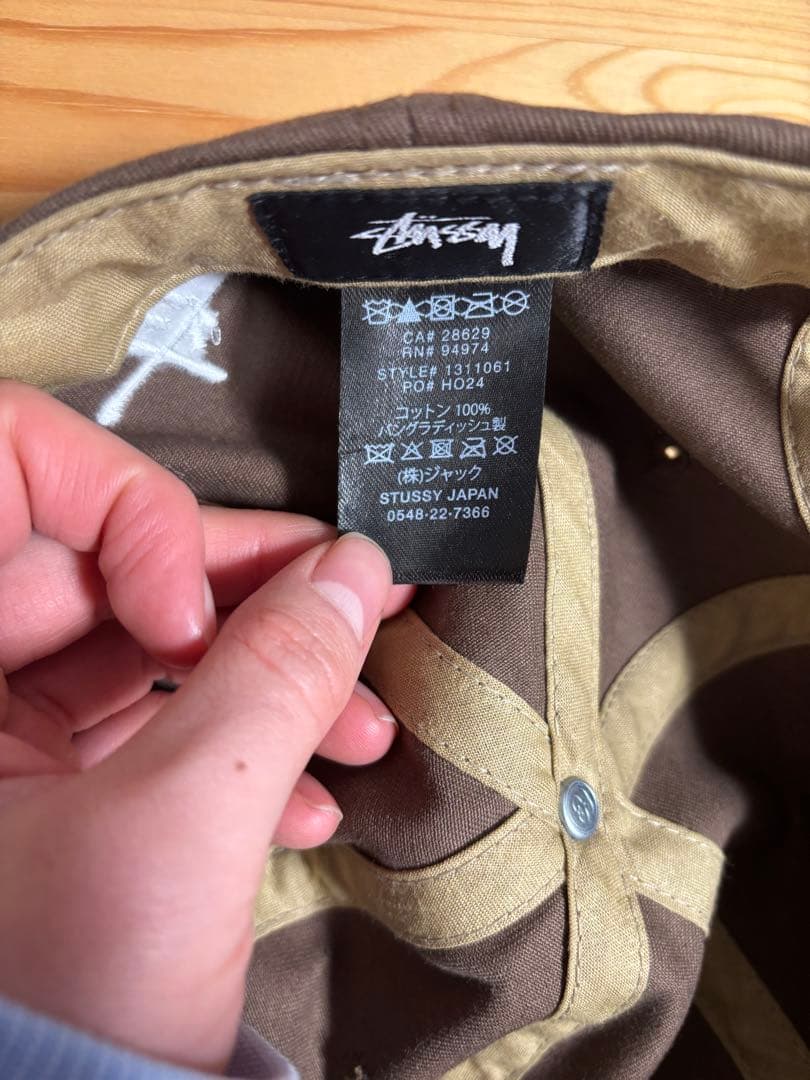 Stüssy
CA# 28629
RN# 94974
STYLE# 1311061
PO# HO24
コットン 100%
バングラディッシュ製
(株)ジャック
STUSSY JAPAN
0548-22-7366